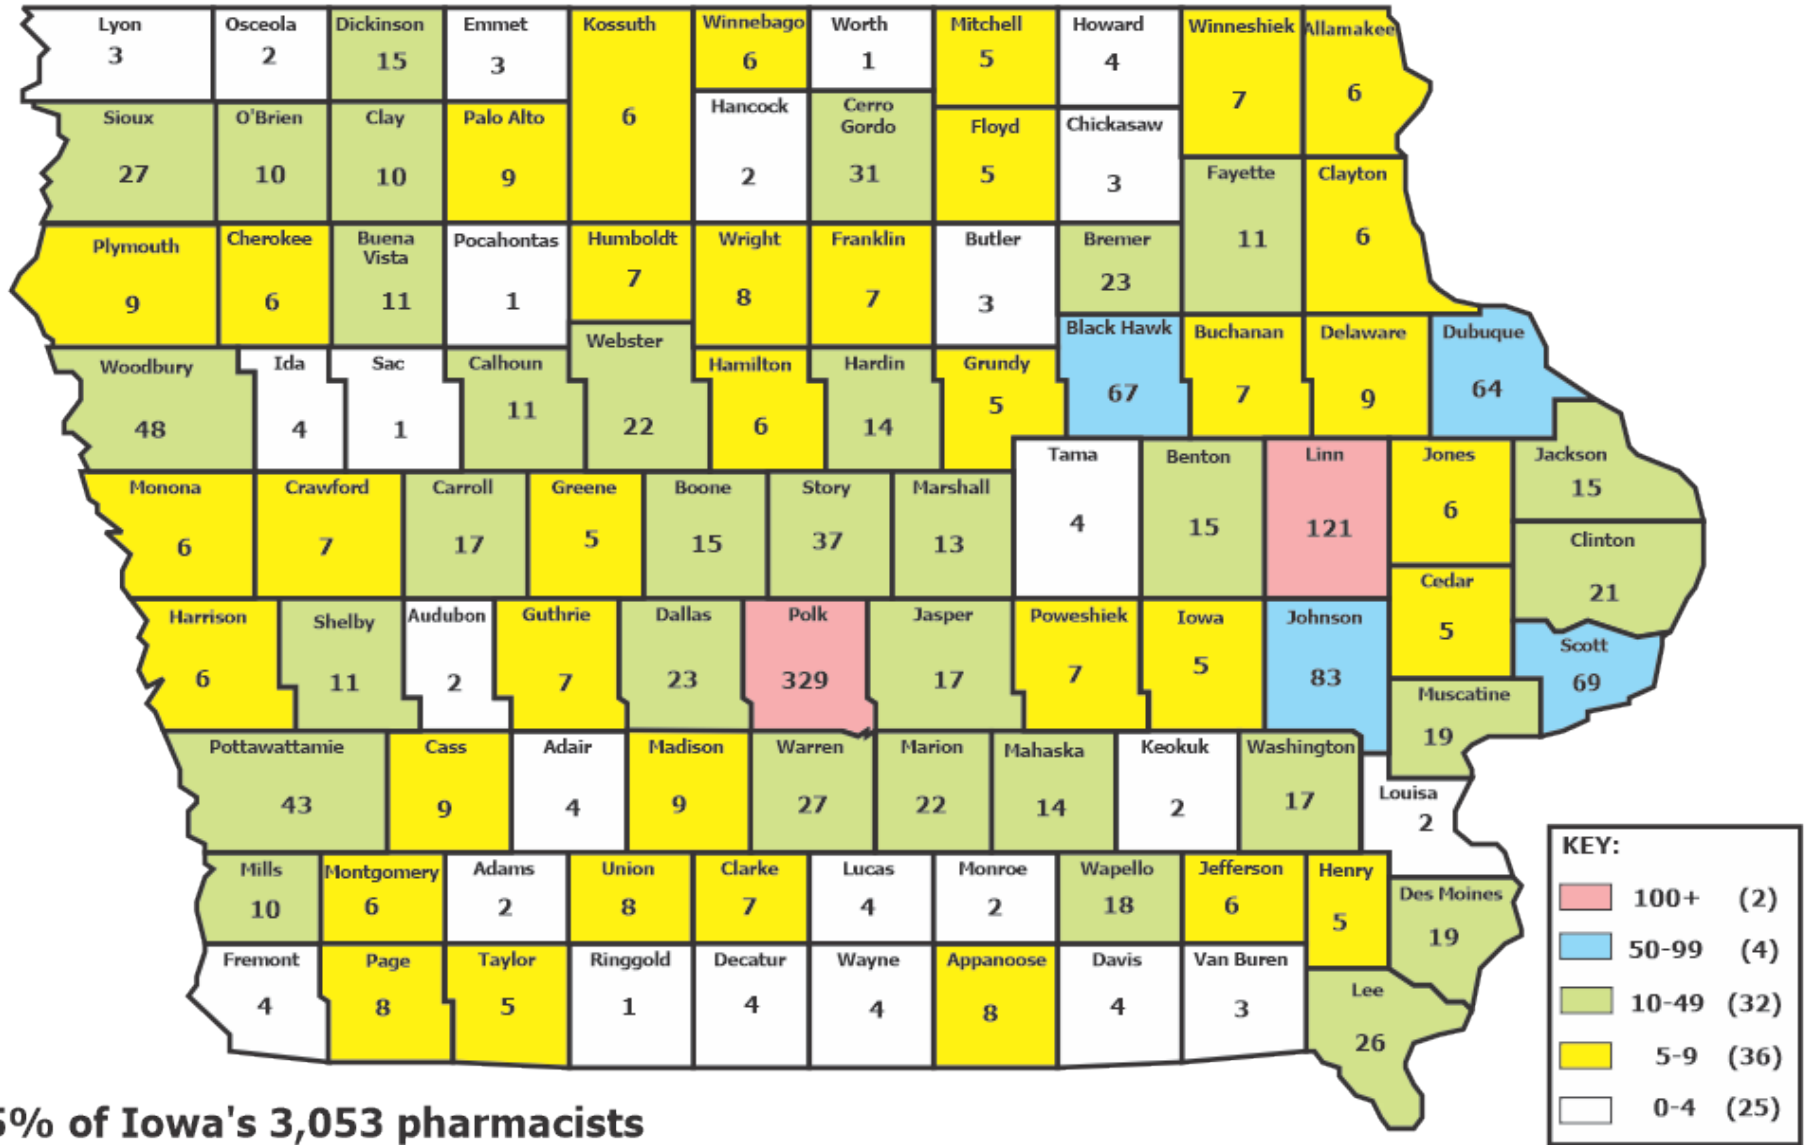 Lyon
3
Osceola
2
Dickinson
15
Emmet
3
Kossuth
6
Winnebago
6
Worth
1
Mitchell
5
Howard
4
Winneshiek
7
Allamakee
6
Sioux
27
O'Brien
10
Clay
10
Palo Alto
9
Hancock
2
Cerro
Gordo
31
Floyd
5
Chickasaw
3
Fayette
11
Clayton
6
Plymouth
9
Cherokee
6
Buena
Vista
11
Pocahontas
1
Humboldt
7
Wright
8
Franklin
7
Butler
3
Bremer
23
Woodbury
48
Ida
4
Sac
1
Calhoun
11
Webster
22
Hamilton
6
Hardin
14
Grundy
5
Black Hawk
67
Buchanan
7
Delaware
9
Dubuque
64
Monona
6
Crawford
7
Carroll
17
Greene
5
Boone
15
Story
37
Marshall
13
Tama
4
Benton
15
Linn
121
Jones
6
Jackson
15
Clinton
21
Cedar
5
Harrison
6
Shelby
11
Audubon
2
Guthrie
7
Dallas
23
Polk
329
Jasper
17
Poweshiek
7
Iowa
5
Johnson
83
Scott
69
Muscatine
19
Pottawattamie
43
Cass
9
Adair
4
Madison
9
Warren
27
Marion
22
Mahaska
14
Keokuk
2
Washington
17
Louisa
2
Mills
10
Montgomery
6
Adams
2
Union
8
Clarke
7
Lucas
4
Monroe
2
Wapello
18
Jefferson
6
Henry
5
Des Moines
19
Fremont
4
Page
8
Taylor
5
Ringgold
1
Decatur
4
Wayne
4
Appanoose
8
Davis
4
Van Buren
3
Lee
26
KEY:
100+ (2)
50-99 (4)
10-49 (32)
5-9 (36)
0-4 (25)
% of Iowa's 3,053 pharmacists